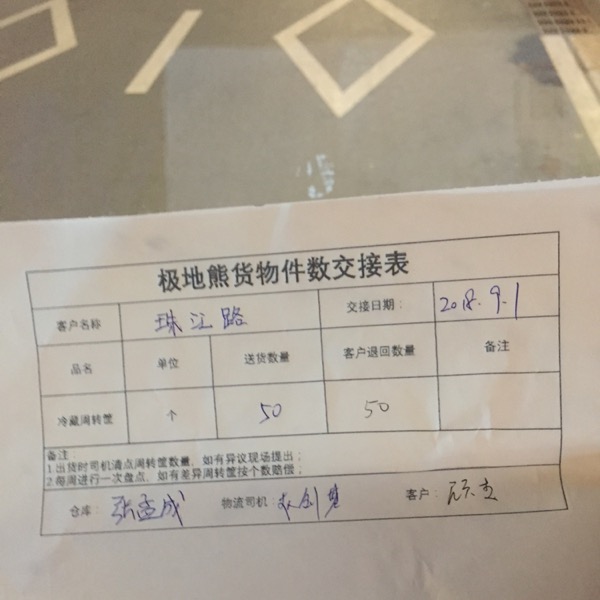 极地熊货物件数交接表
客户名称 珠江路 交接日期： 2018.9.1
品名 单位 送货数量 客户退回数量 备注
冷藏周转筐 个 50 50
备注：
1.出货时司机清点周转筐数量，如有异议现场提出；
2.每周进行一次盘点，如有差异周转筐按个数赔偿；
仓库： 张孟成 物流司机： 客户：